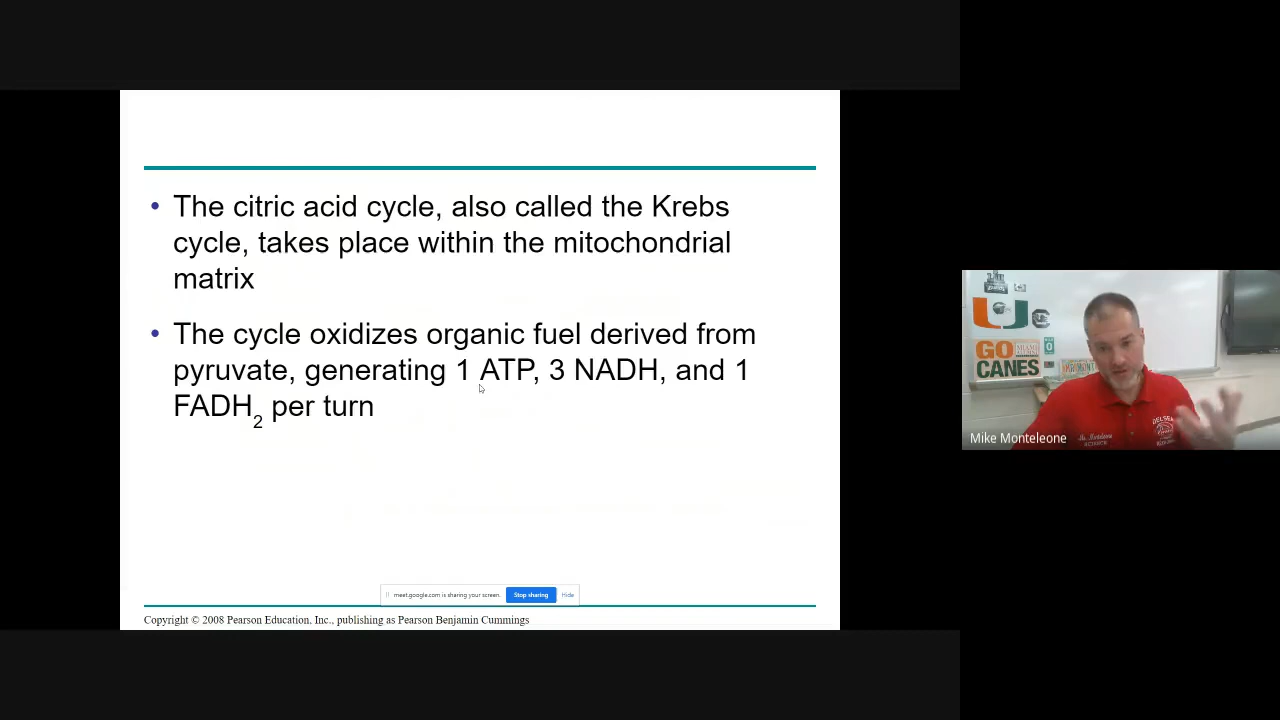 • The citric acid cycle, also called the Krebs
cycle, takes place within the mitochondrial
matrix
• The cycle oxidizes organic fuel derived from
pyruvate, generating 1 ATP, 3 NADH, and 1
FADH2 per turn
meet.google.com is sharing your screen. Stop sharing Hide
Copyright © 2008 Pearson Education, Inc., publishing as Pearson Benjamin Cummings
U
GO
CANES
DELSEA
Mike Monteleone